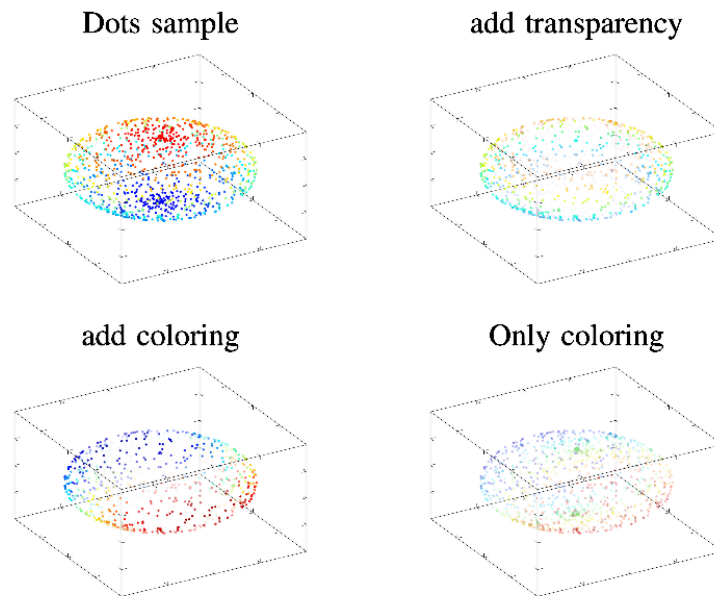 Dots sample
add transparency
add coloring
Only coloring